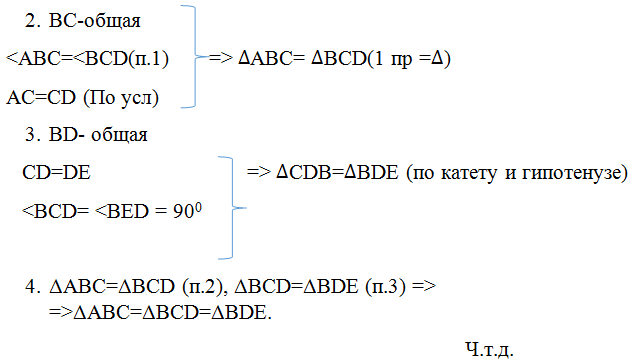 2. BC-общая
<ABC=<BCD(п.1) => ΔABC= ΔBCD(1 пр =Δ)
AC=CD (По усл)
3. BD- общая
CD=DE => ΔCDB=ΔBDE (по катету и гипотенузе)
<BCD= <BED = 90⁰
4. ΔABC=ΔBCD (п.2), ΔBCD=ΔBDE (п.3) =>
=>ΔABC=ΔBCD=ΔBDE.
Ч.т.д.